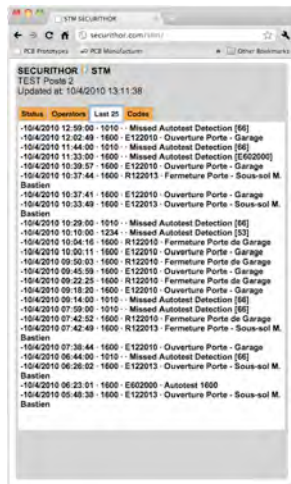 STM SECURITHOR
securithor.com/stm/
PCB Prototypes
PCB Manufacturer
Other Bookmarks
SECURITHOR STM
TEST Poste 2
Updated at: 10/4/2010 13:11:38
Status Operators Last 25 Codes
-10/4/2010 12:59:00 - 1010 - - Missed Autotest Detection [66]
-10/4/2010 12:02:49 - 1600 - E122010 - Ouverture Porte - Garage
-10/4/2010 11:44:00 - 1010 - - Missed Autotest Detection [66]
-10/4/2010 11:33:00 - 1600 - - Missed Autotest Detection [E602000]
-10/4/2010 10:39:57 - 1600 - E122010 - Ouverture Porte - Garage
-10/4/2010 10:37:44 - 1600 - R122013 - Fermeture Porte - Sous-sol M.
Bastien
-10/4/2010 10:37:41 - 1600 - E122010 - Ouverture Porte - Garage
-10/4/2010 10:33:49 - 1600 - E122013 - Ouverture Porte - Sous-sol M.
Bastien
-10/4/2010 10:29:00 - 1010 - - Missed Autotest Detection [66]
-10/4/2010 10:10:00 - 1234 - - Missed Autotest Detection [53]
-10/4/2010 10:04:16 - 1600 - R122010 - Fermeture Porte de Garage
-10/4/2010 10:00:11 - 1600 - E122010 - Ouverture Porte - Garage
-10/4/2010 09:50:03 - 1600 - R122010 - Fermeture Porte de Garage
-10/4/2010 09:45:59 - 1600 - E122010 - Ouverture Porte - Garage
-10/4/2010 09:22:25 - 1600 - R122010 - Fermeture Porte de Garage
-10/4/2010 09:18:20 - 1600 - E122010 - Ouverture Porte - Garage
-10/4/2010 09:14:00 - 1010 - - Missed Autotest Detection [66]
-10/4/2010 07:59:00 - 1010 - - Missed Autotest Detection [66]
-10/4/2010 07:42:52 - 1600 - R122010 - Fermeture Porte de Garage
-10/4/2010 07:42:49 - 1600 - R122013 - Fermeture Porte - Sous-sol M.
Bastien
-10/4/2010 07:38:44 - 1600 - E122010 - Ouverture Porte - Garage
-10/4/2010 06:44:00 - 1010 - - Missed Autotest Detection [66]
-10/4/2010 06:26:02 - 1600 - E122013 - Ouverture Porte - Sous-sol M.
Bastien
-10/4/2010 06:23:01 - 1600 - E602000 - Autotest 1600
-10/4/2010 05:48:38 - 1600 - E122013 - Ouverture Porte - Sous-sol M.
Bastien